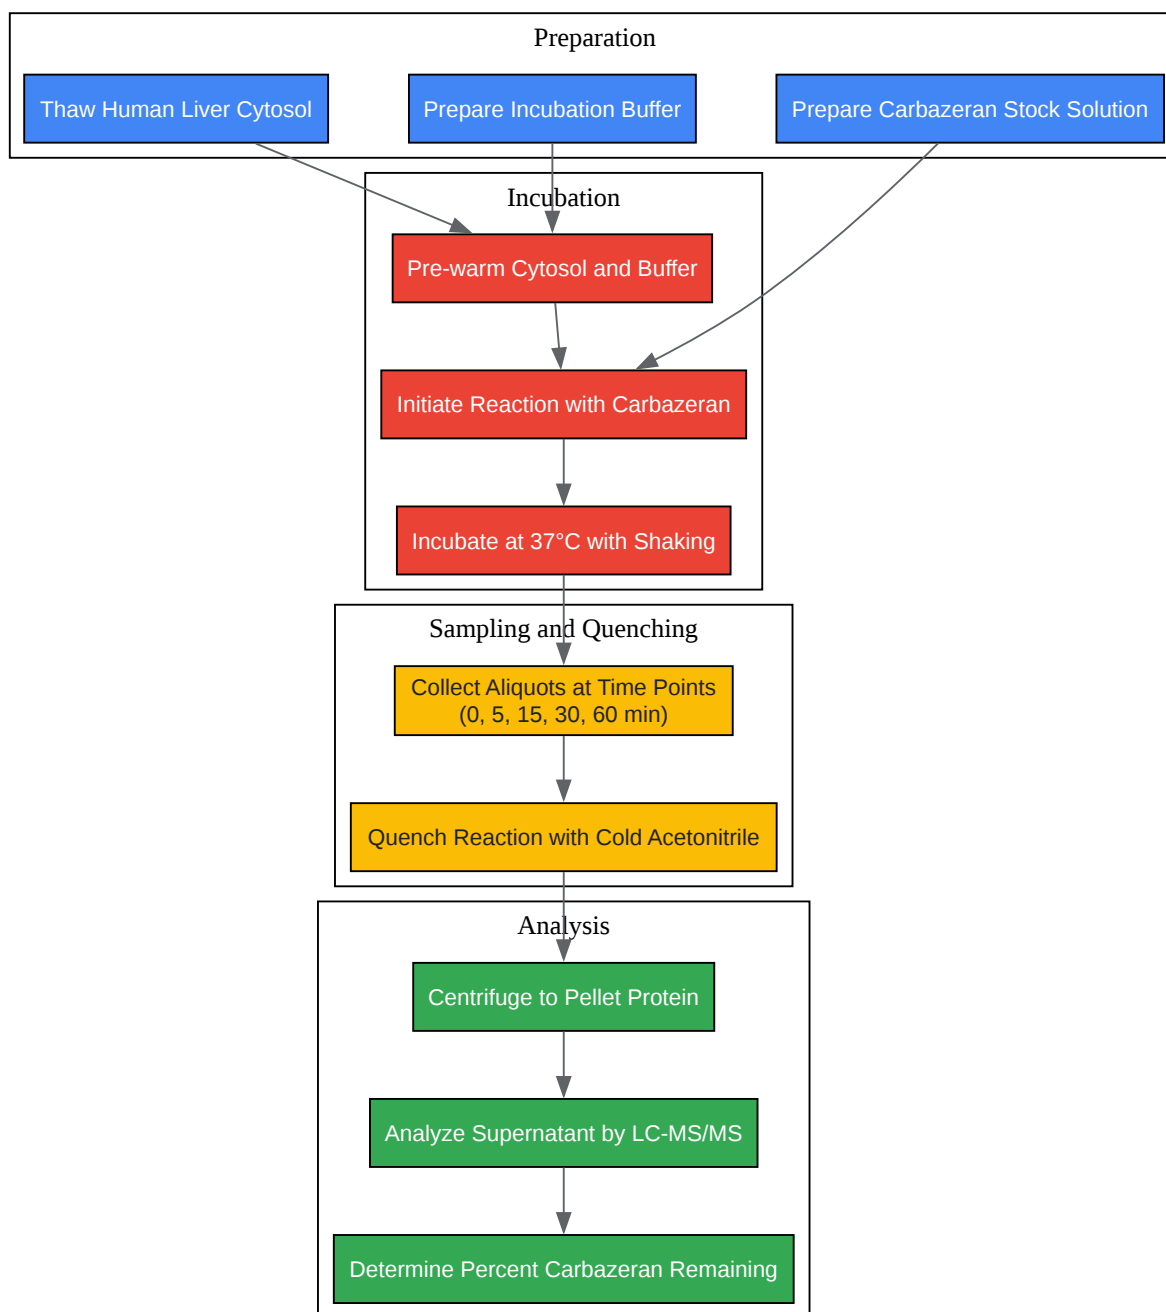 Preparation
Thaw Human Liver Cytosol
Prepare Incubation Buffer
Prepare Carbazeran Stock Solution
Incubation
Pre-warm Cytosol and Buffer
Initiate Reaction with Carbazeran
Incubate at 37°C with Shaking
Sampling and Quenching
Collect Aliquots at Time Points
(0, 5, 15, 30, 60 min)
Quench Reaction with Cold Acetonitrile
Analysis
Centrifuge to Pellet Protein
Analyze Supernatant by LC-MS/MS
Determine Percent Carbazeran Remaining